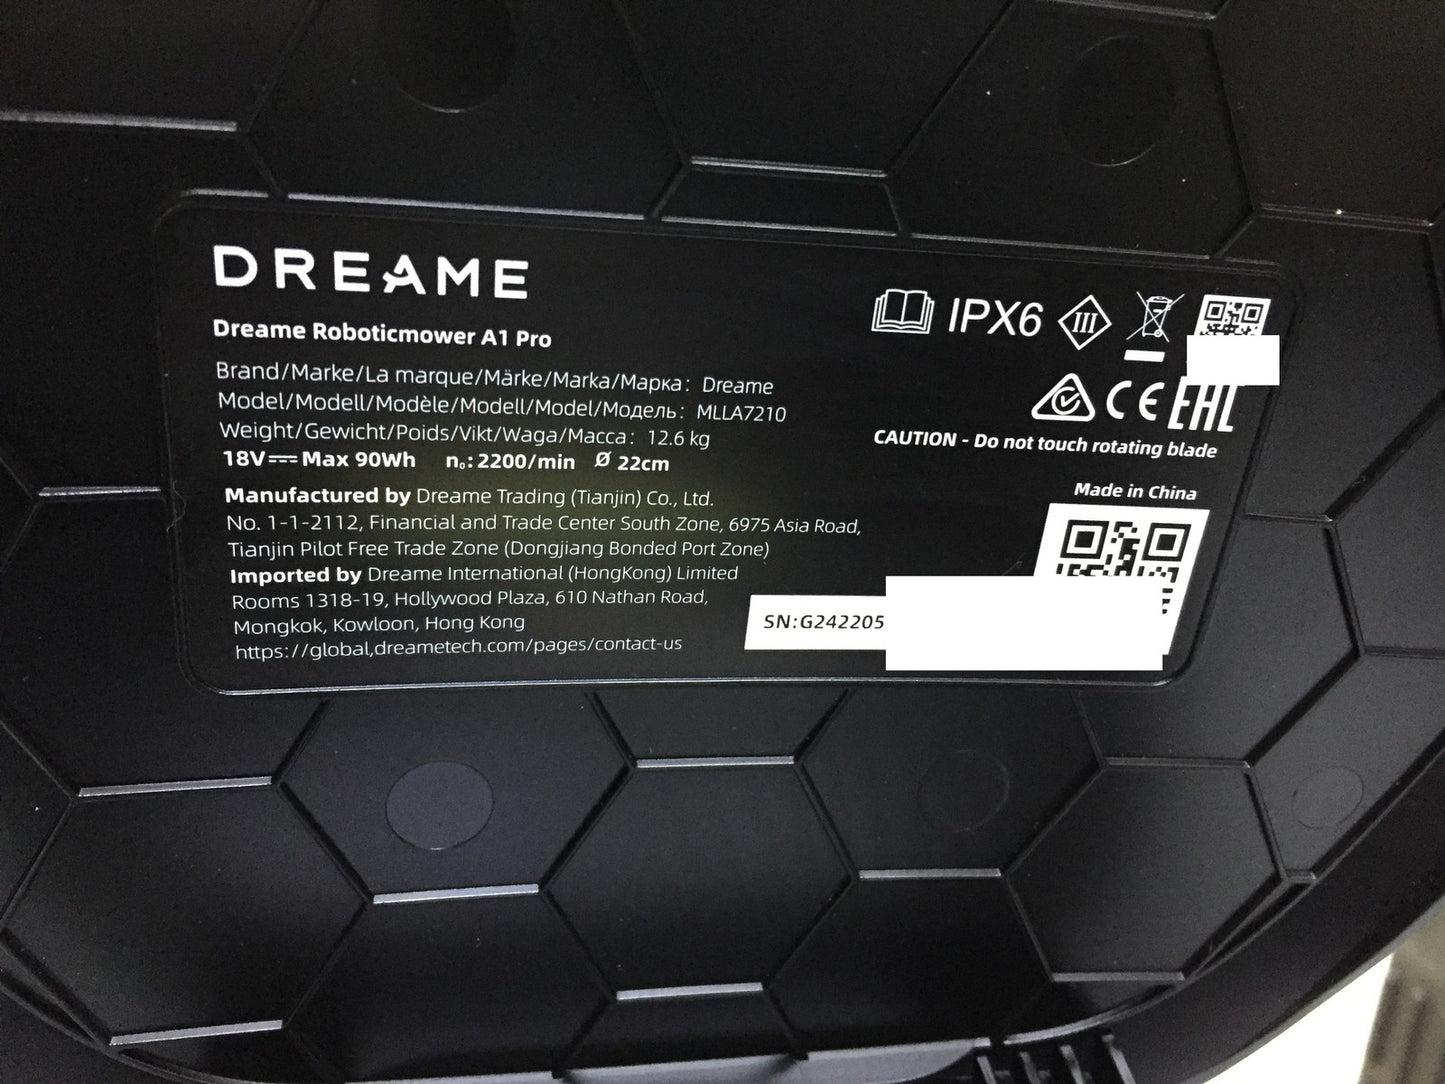 DREAME
Dreame Roboticmower A1 Pro
Brand/Marke/La marque/Märke/Marka/Марка: Dreame
Model/Modell/Modèle/Modell/Model/Модель: MLLA7210
Weight/Gewicht/Poids/Vikt/Waga/Масса: 12.6 kg
18V⎓Max 90Wh n₀: 2200/min Ø 22cm
Manufactured by Dreame Trading (Tianjin) Co., Ltd.
No. 1-1-2112, Financial and Trade Center South Zone, 6975 Asia Road,
Tianjin Pilot Free Trade Zone (Dongjiang Bonded Port Zone)
Imported by Dreame International (HongKong) Limited
Rooms 1318-19, Hollywood Plaza, 610 Nathan Road,
Mongkok, Kowloon, Hong Kong
https://global,dreametech.com/pages/contact-us
IPX6 III
CE EAC
CAUTION - Do not touch rotating blade
Made in China
SN:G242205